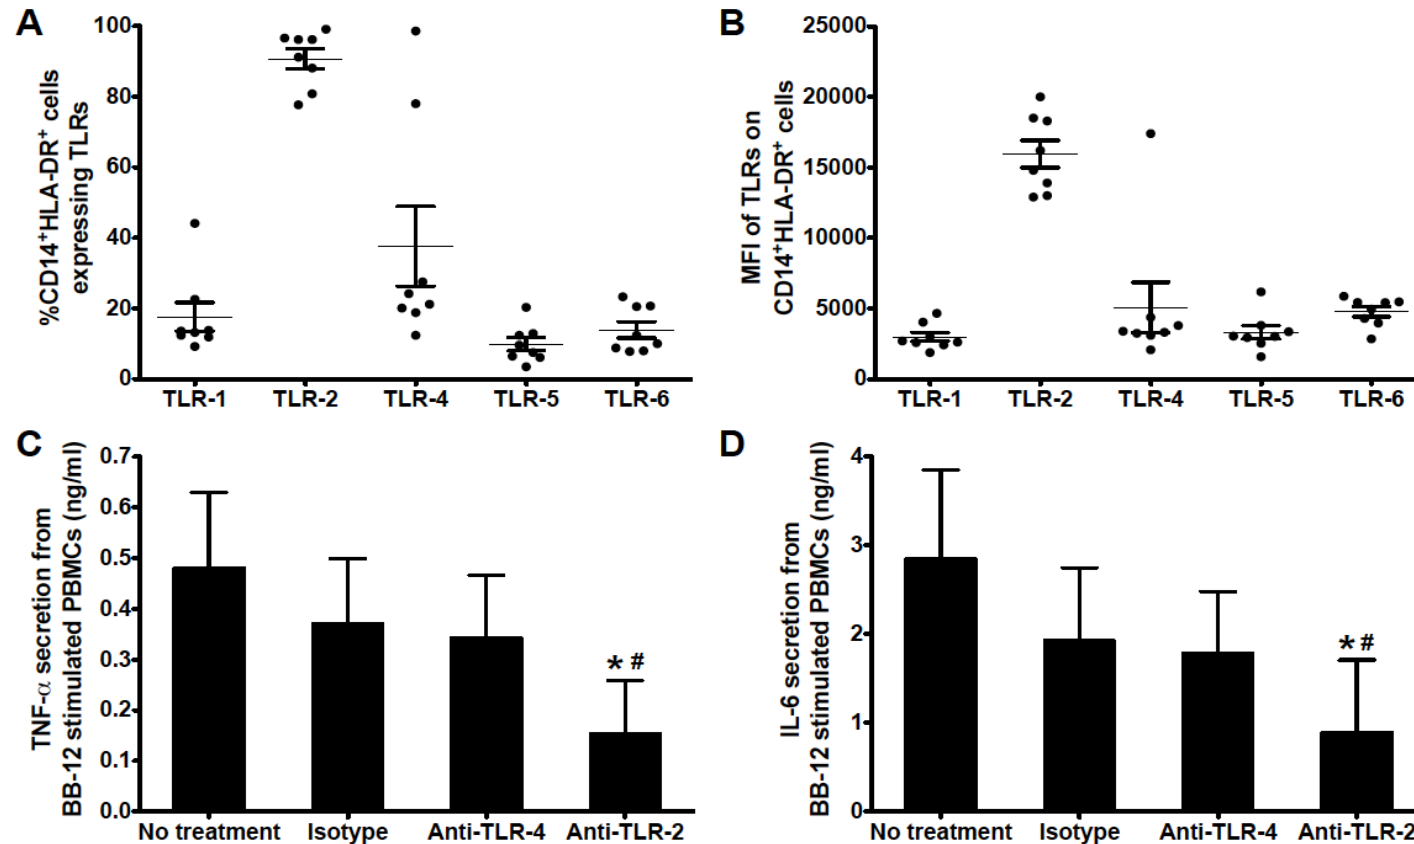 A
%CD14⁺HLA-DR⁺ cells
expressing TLRs
100
80
60
40
20
0
TLR-1 TLR-2 TLR-4 TLR-5 TLR-6
B
MFI of TLRs on
CD14⁺HLA-DR⁺ cells
25000
20000
15000
10000
5000
0
TLR-1 TLR-2 TLR-4 TLR-5 TLR-6
C
TNF-α secretion from
BB-12 stimulated PBMCs (ng/ml)
0.7
0.6
0.5
0.4
0.3
0.2
0.1
0.0
* #
No treatment Isotype Anti-TLR-4 Anti-TLR-2
D
IL-6 secretion from
BB-12 stimulated PBMCs (ng/ml)
4
3
2
1
0
* #
No treatment Isotype Anti-TLR-4 Anti-TLR-2